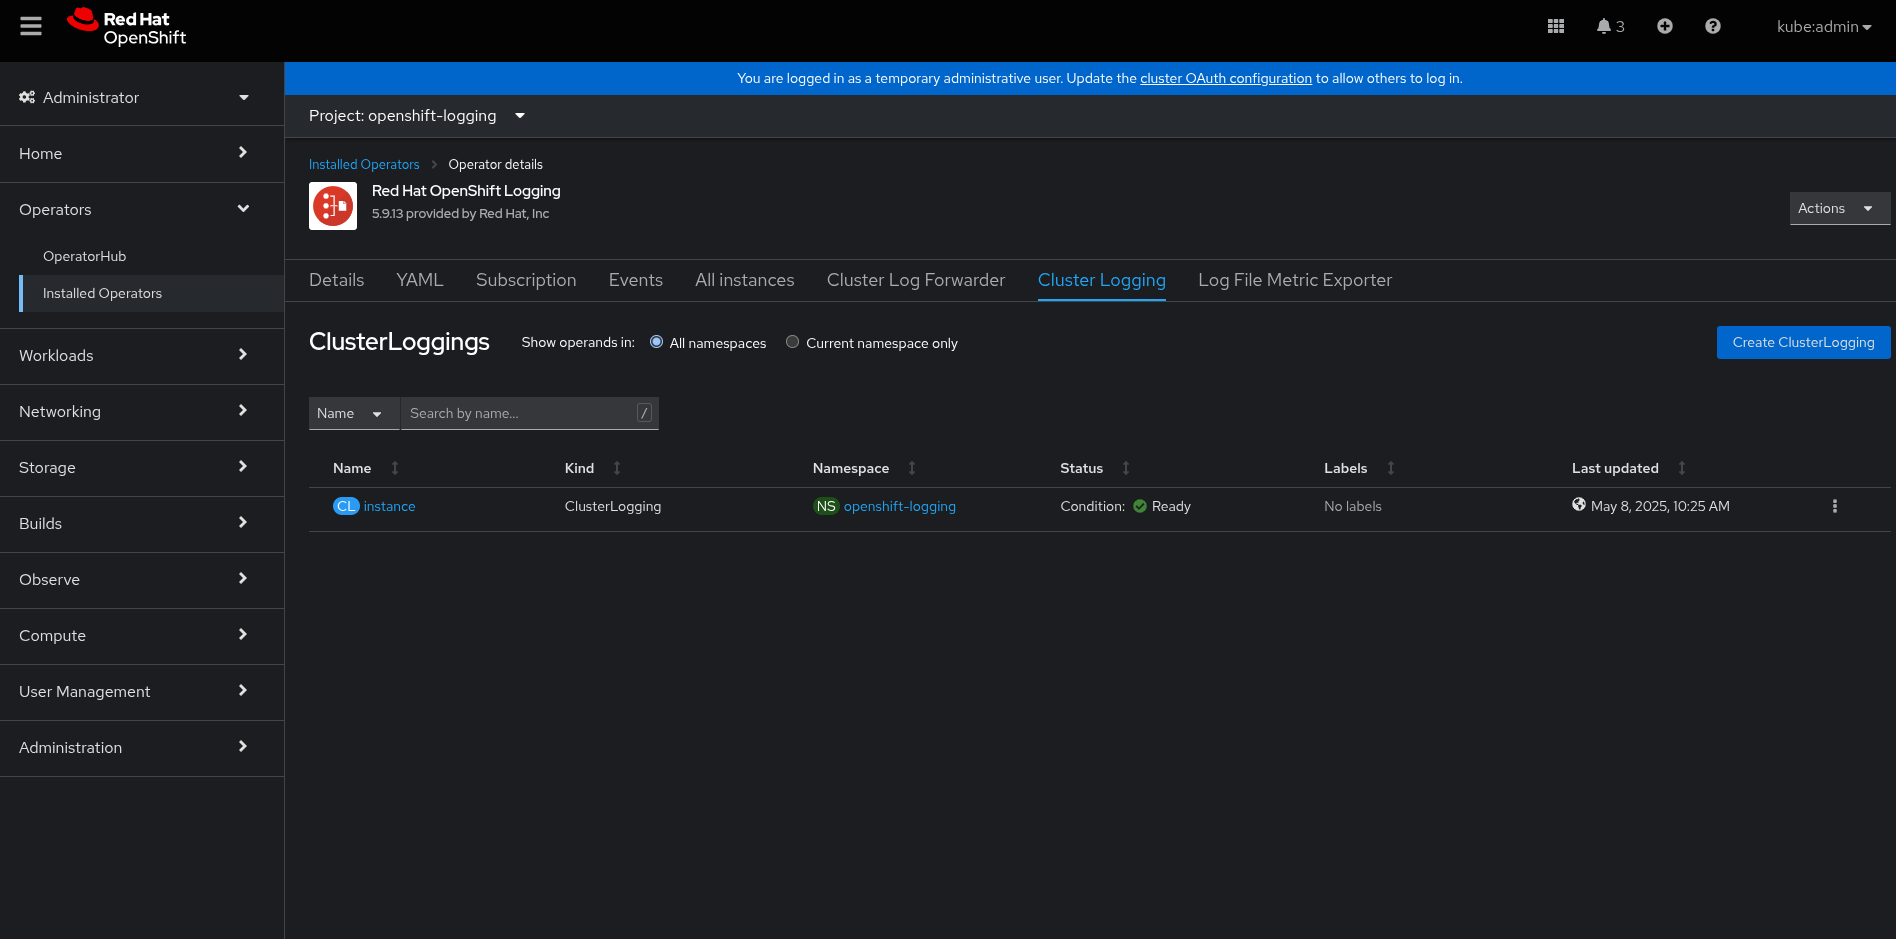 Red Hat
OpenShift
3
kube:admin
You are logged in as a temporary administrative user. Update the cluster OAuth configuration to allow others to log in.
Administrator
Home
Operators
OperatorHub
Installed Operators
Workloads
Networking
Storage
Builds
Observe
Compute
User Management
Administration
Project: openshift-logging
Installed Operators Operator details
Red Hat OpenShift Logging
5.9.13 provided by Red Hat, Inc
Actions
Details YAML Subscription Events All instances Cluster Log Forwarder Cluster Logging Log File Metric Exporter
ClusterLoggings Show operands in: All namespaces Current namespace only Create ClusterLogging
Name Search by name... /
Name Kind Namespace Status Labels Last updated
CL instance ClusterLogging NS openshift-logging Condition: Ready No labels May 8, 2025, 10:25 AM